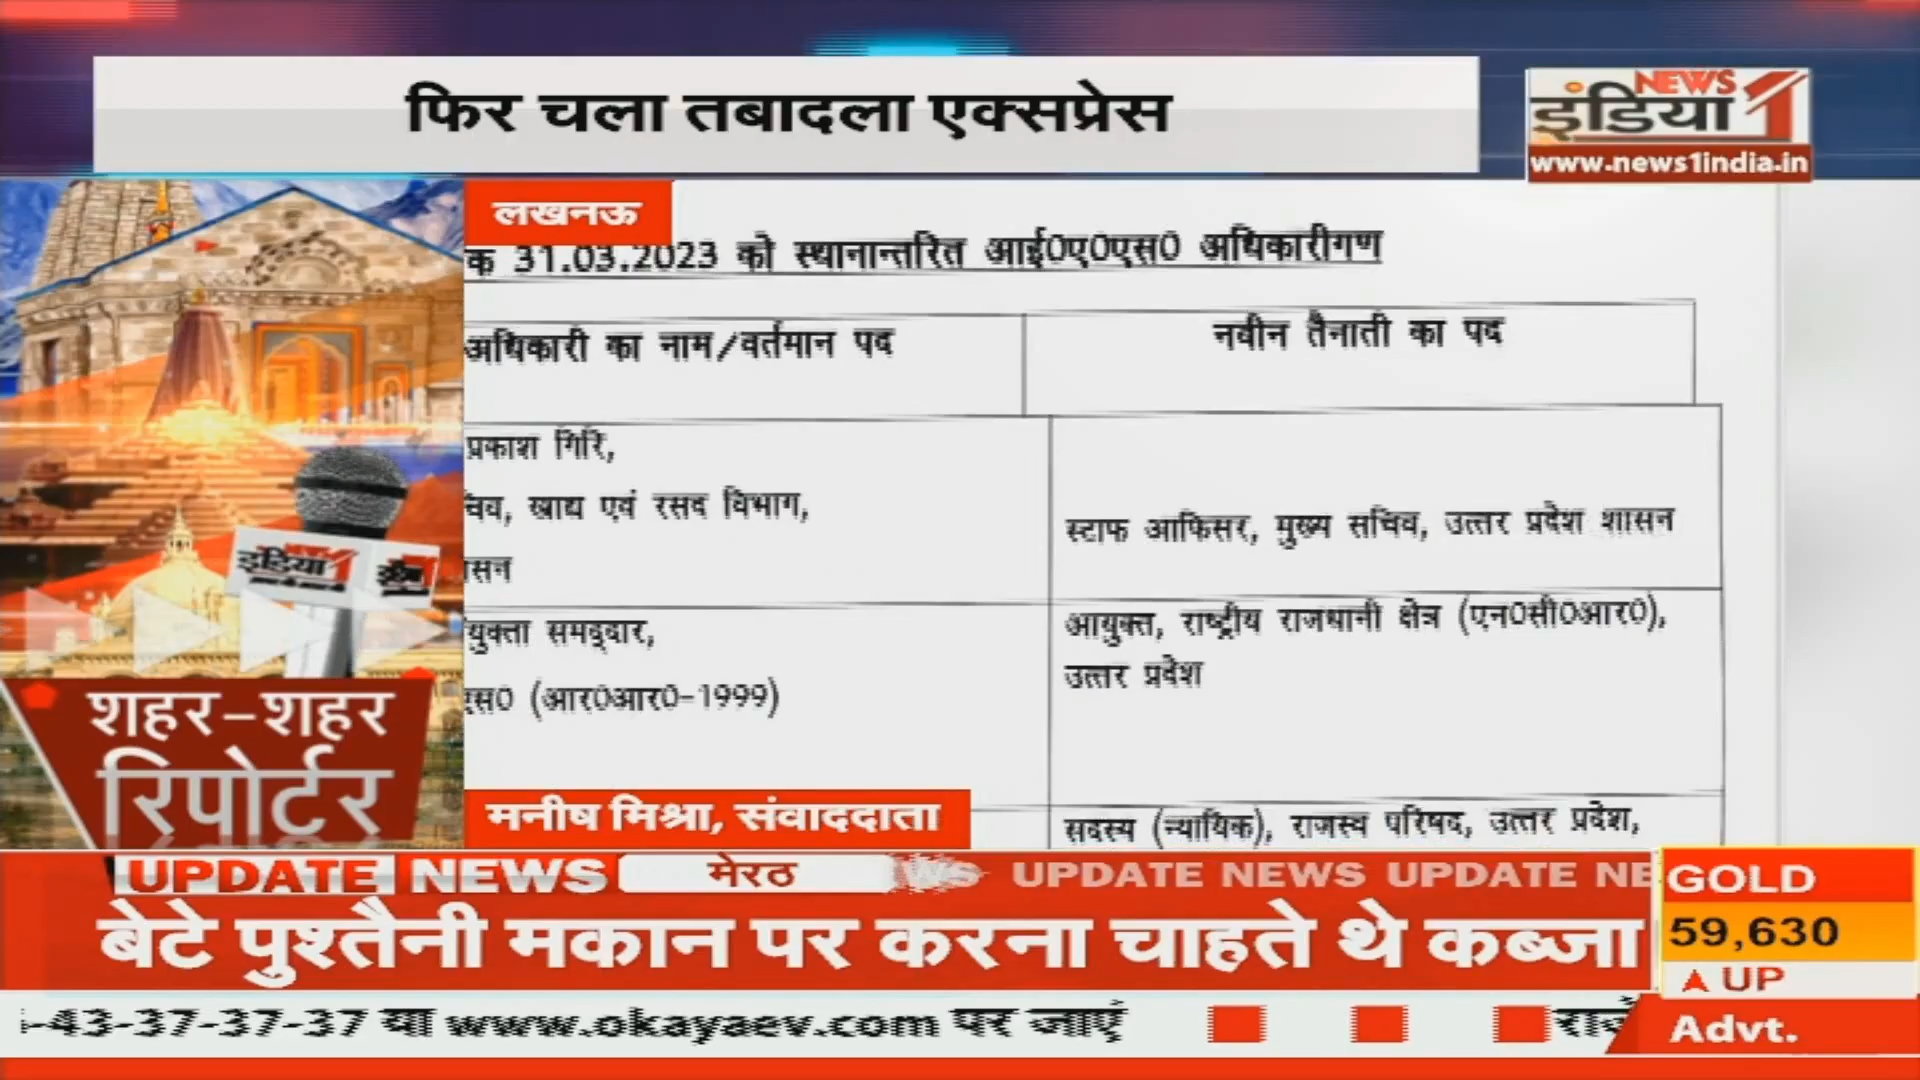 फिर चला तबादला एक्सप्रेस
NEWS
इंडिया 1
www.news1india.in
लखनऊ
क 31.03.2023 को स्थानान्तरित आई0ए0एस0 अधिकारीगण
अधिकारी का नाम/वर्तमान पद
नवीन तैनाती का पद
प्रकाश गिरि,
चिव, खाद्य एवं रसद विभाग,
ासन
स्टाफ आफिसर, मुख्य सचिव, उत्तर प्रदेश शासन
युक्ता समद्दार,
एस0 (आर0आर0-1999)
आयुक्त, राष्ट्रीय राजधानी क्षेत्र (एन0सी0आर0),
उत्तर प्रदेश
सदस्य (न्यायिक), राजस्व परिषद, उत्तर प्रदेश,
इंडिया 1
शहर-शहर
रिपोर्टर
मनीष मिश्रा, संवाददाता
UPDATE NEWS
मेरठ
UPDATE NEWS UPDATE NE
बेटे पुश्तैनी मकान पर करना चाहते थे कब्जा
GOLD
59,630
UP
-43-37-37-37 या www.okayaev.com पर जाएं
Advt.